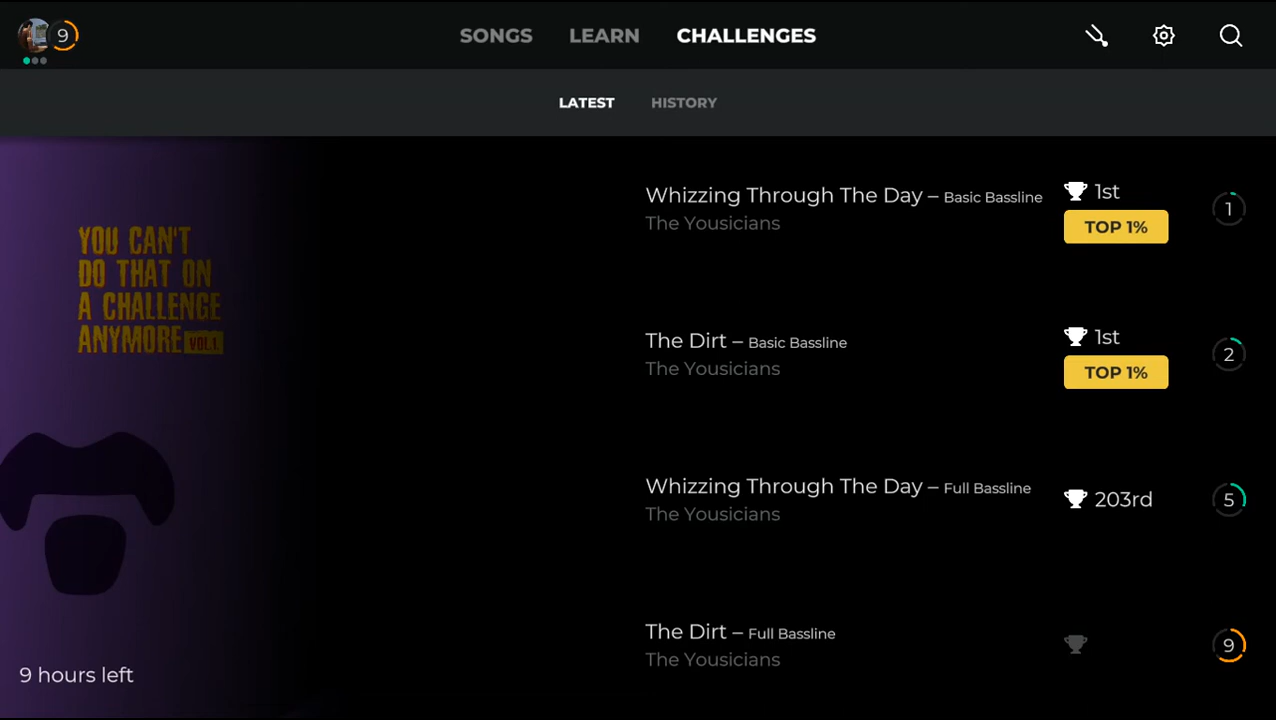 9
SONGS LEARN CHALLENGES
LATEST HISTORY
YOU CAN'T
DO THAT ON
A CHALLENGE
ANYMORE VOL.1.
9 hours left
Whizzing Through The Day – Basic Bassline
The Yousicians
1st
TOP 1%
1
The Dirt – Basic Bassline
The Yousicians
1st
TOP 1%
2
Whizzing Through The Day – Full Bassline
The Yousicians
203rd
5
The Dirt – Full Bassline
The Yousicians
9